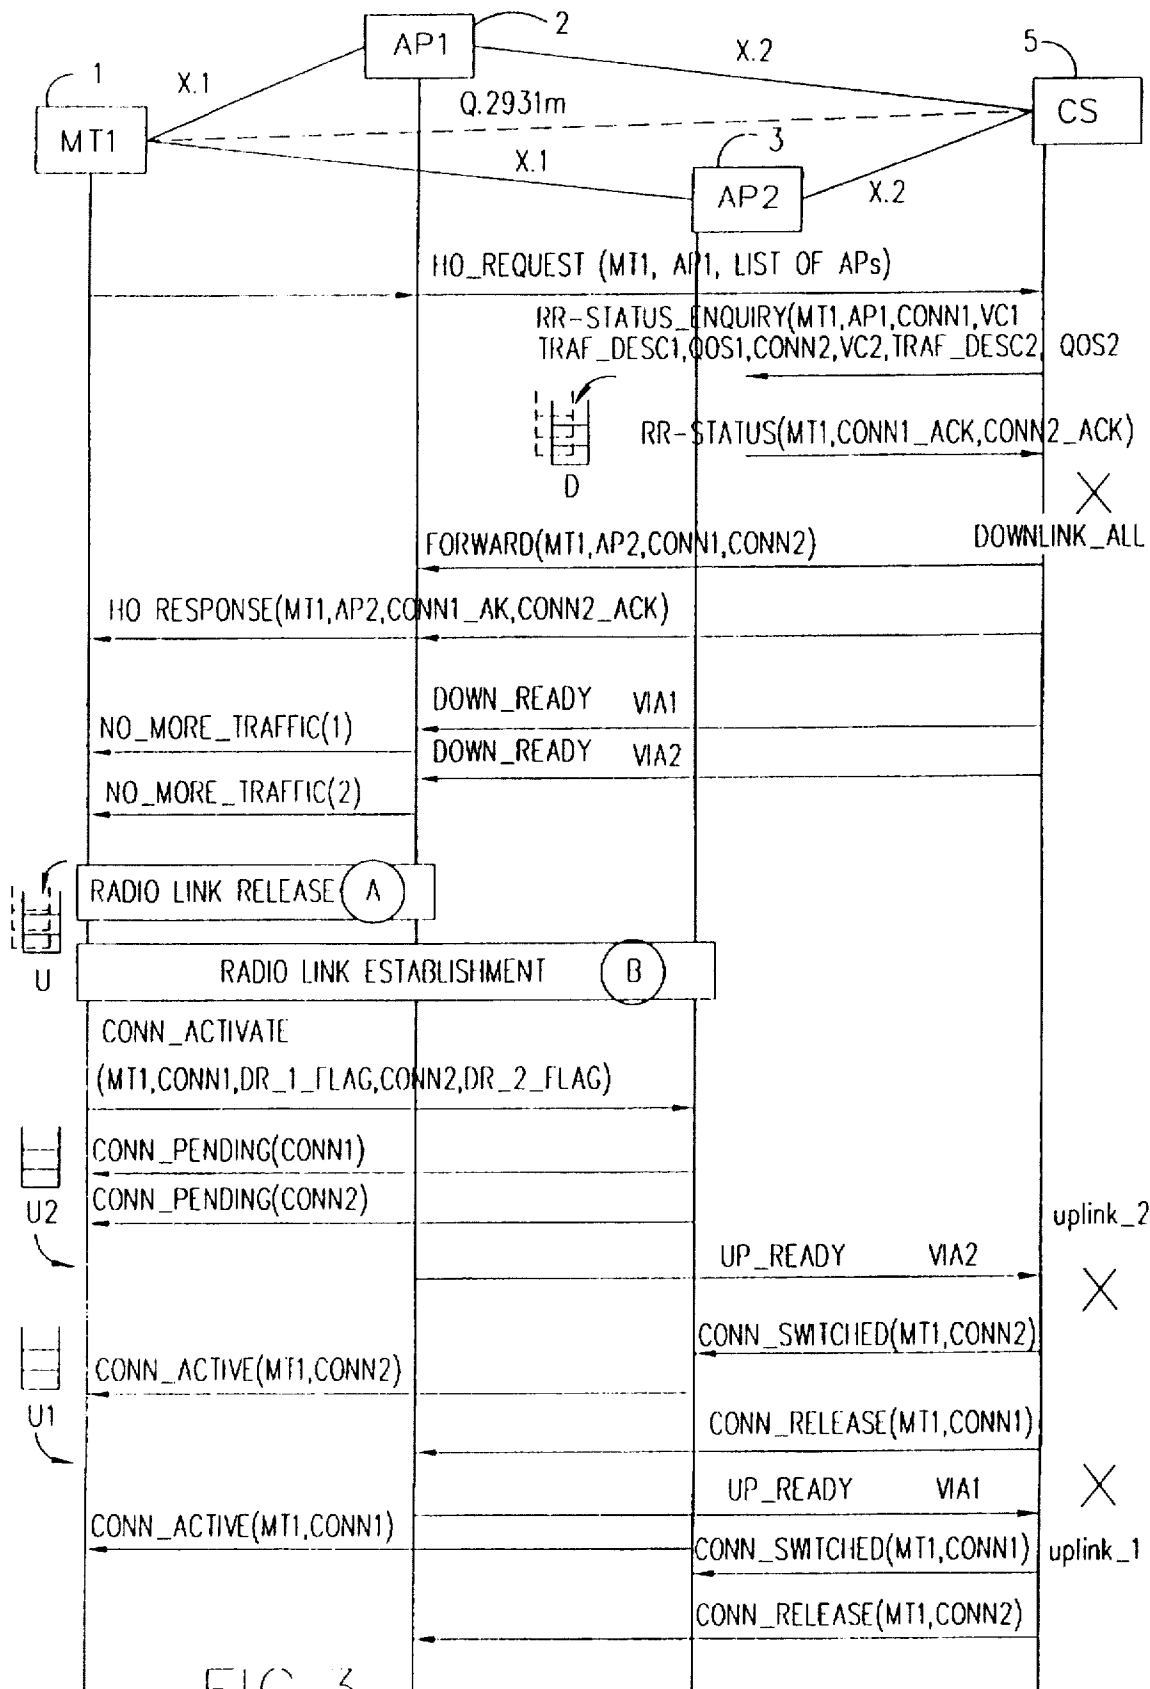 AP1
2
1
X.1
X.2
5
MT1
Q.2931m
CS
X.1
3
AP2
X.2
HO_REQUEST (MT1, AP1, LIST OF APs)
RR-STATUS_ENQUIRY(MT1,AP1,CONN1,VC1
TRAF_DESC1,QOS1,CONN2,VC2,TRAF_DESC2, QOS2
RR-STATUS(MT1,CONN1_ACK,CONN2_ACK)
D
DOWNLINK_ALL
FORWARD(MT1,AP2,CONN1,CONN2)
HO RESPONSE(MT1,AP2,CONN1_AK,CONN2_ACK)
DOWN_READY VIA1
NO_MORE_TRAFFIC(1)
DOWN_READY VIA2
NO_MORE_TRAFFIC(2)
RADIO LINK RELEASE A
U
RADIO LINK ESTABLISHMENT B
CONN_ACTIVATE
(MT1,CONN1,DR_1_FLAG,CONN2,DR_2_FLAG)
CONN_PENDING(CONN1)
CONN_PENDING(CONN2)
U2
uplink_2
UP_READY VIA2
CONN_SWITCHED(MT1,CONN2)
CONN_ACTIVE(MT1,CONN2)
U1
CONN_RELEASE(MT1,CONN1)
UP_READY VIA1
CONN_ACTIVE(MT1,CONN1)
CONN_SWITCHED(MT1,CONN1) uplink_1
CONN_RELEASE(MT1,CONN2)
FIG 3